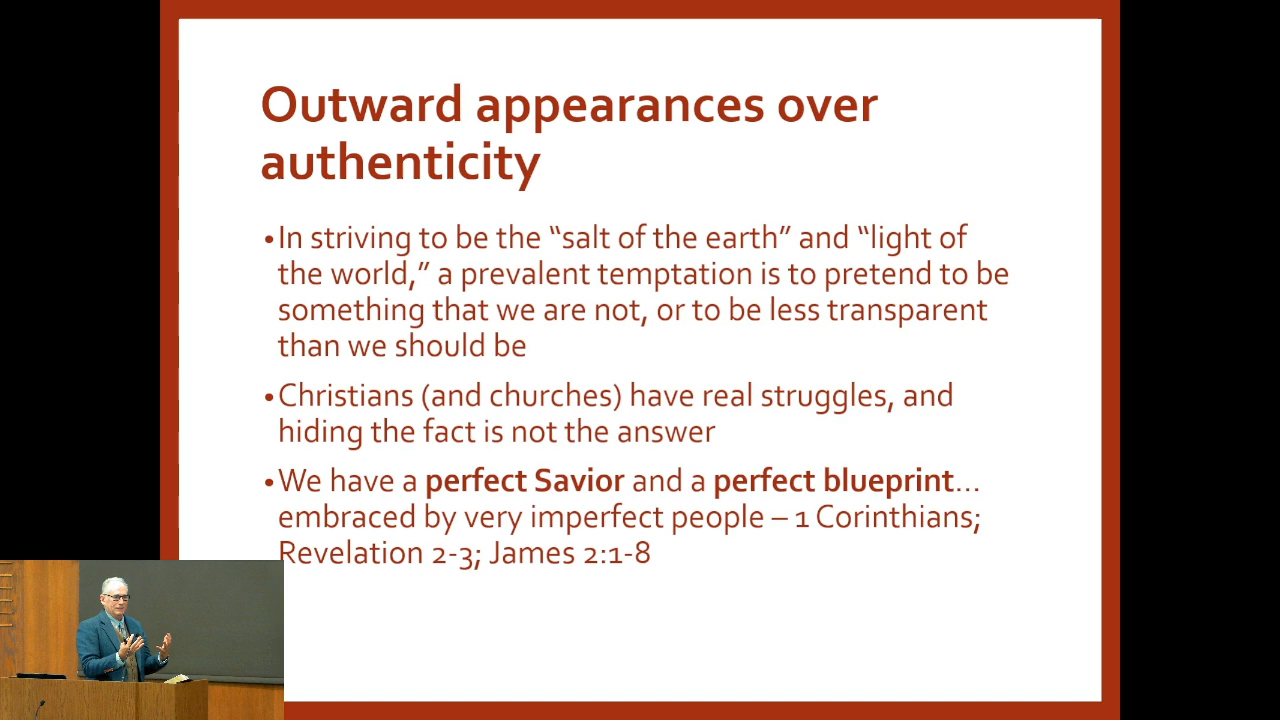 Outward appearances over
authenticity
•In striving to be the “salt of the earth” and “light of
the world,” a prevalent temptation is to pretend to be
something that we are not, or to be less transparent
than we should be
•Christians (and churches) have real struggles, and
hiding the fact is not the answer
•We have a perfect Savior and a perfect blueprint…
embraced by very imperfect people – 1 Corinthians;
Revelation 2-3; James 2:1-8